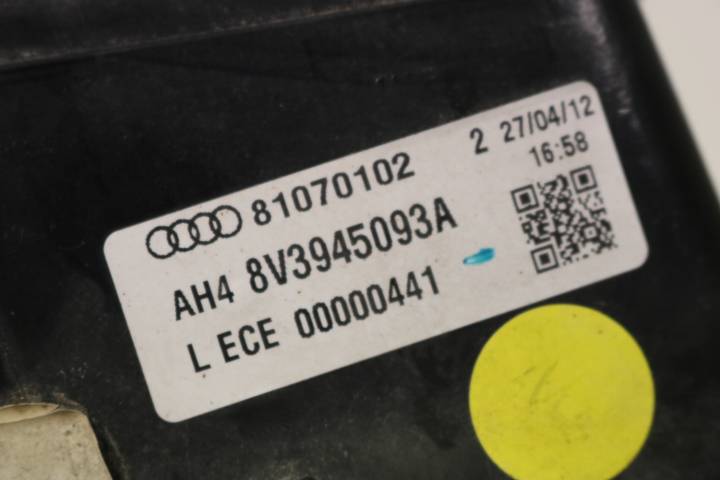 81070102 2 27/04/12
16:58
AH4 8V3945093A
L ECE 00000441